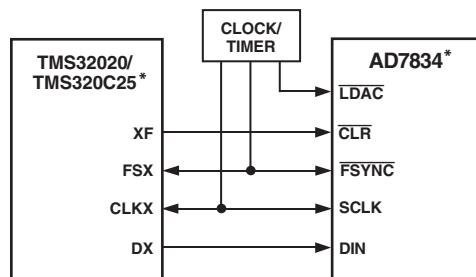 CLOCK/
TIMER
TMS32020/
TMS320C25*
AD7834*
LDAC
XF
CLR
FSX
FSYNC
CLKX
SCLK
DX
DIN